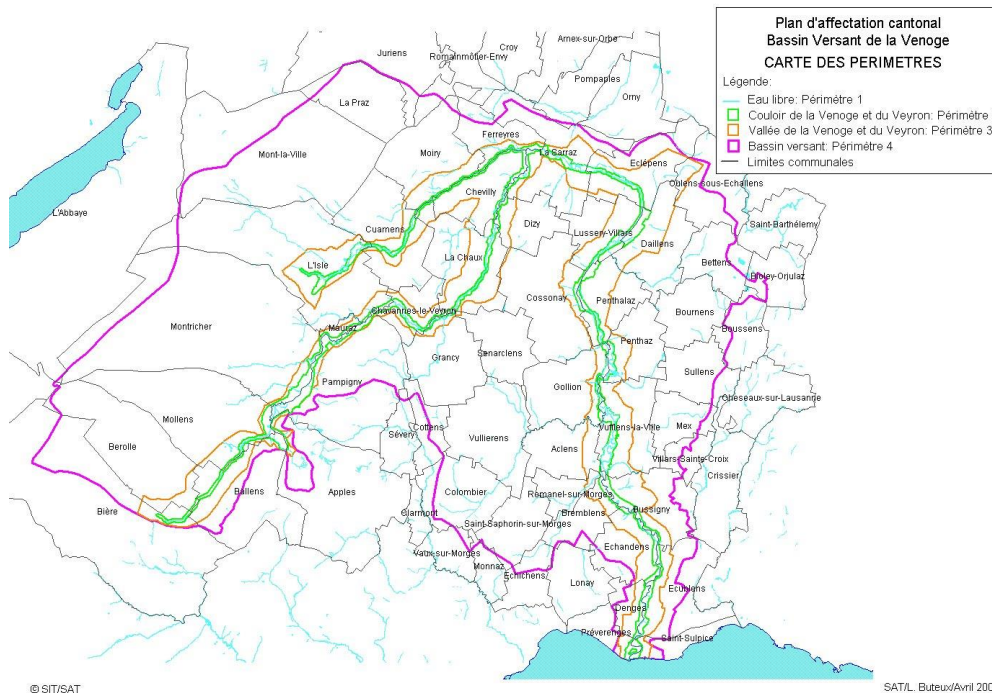 Plan d'affectation cantonal
Bassin Versant de la Venoge
CARTE DES PERIMETRES
Légende:
Eau libre: Périmètre 1
Couloir de la Venoge et du Veyron: Périmètre
Vallée de la Venoge et du Veyron: Périmètre 3
Bassin versant: Périmètre 4
Limites communales
Arnex-sur-Orbe
Croy
Juriens
Romainmôtier-Envy
Pompaples
La Praz
Orny
Ferreyres
Mont-la-Ville
Moiry
La Sarraz
Eclépens
Oulens-sous-Echallens
Chevilly
L'Abbaye
Cuarnens
Dizy
Lussery-Villars
Saint-Barthélemy
Daillens
L'Isle
La Chaux
Bettens
Bioley-Orjulaz
Cossonay
Penthalaz
Chavannes-le-Veyron
Bournens
Montricher
Mauraz
Boussens
Penthaz
Grancy
Senarclens
Sullens
Pampigny
Gollion
Cheseaux-sur-Lausanne
Mollens
Cottens
Vufflens-la-Ville
Mex
Sévery
Vullierens
Berolle
Aclens
Villars-Sainte-Croix
Crissier
Ballens
Apples
Colombier
Romanel-sur-Morges
Bière
Clarmont
Bremblens
Bussigny
Saint-Saphorin-sur-Morges
Echandens
Vaux-sur-Morges
Monnaz
Echichens
Lonay
Ecublens
Denges
Préverenges
Saint-Sulpice
© SIT/SAT
SAT/L. Buteux/Avril 200